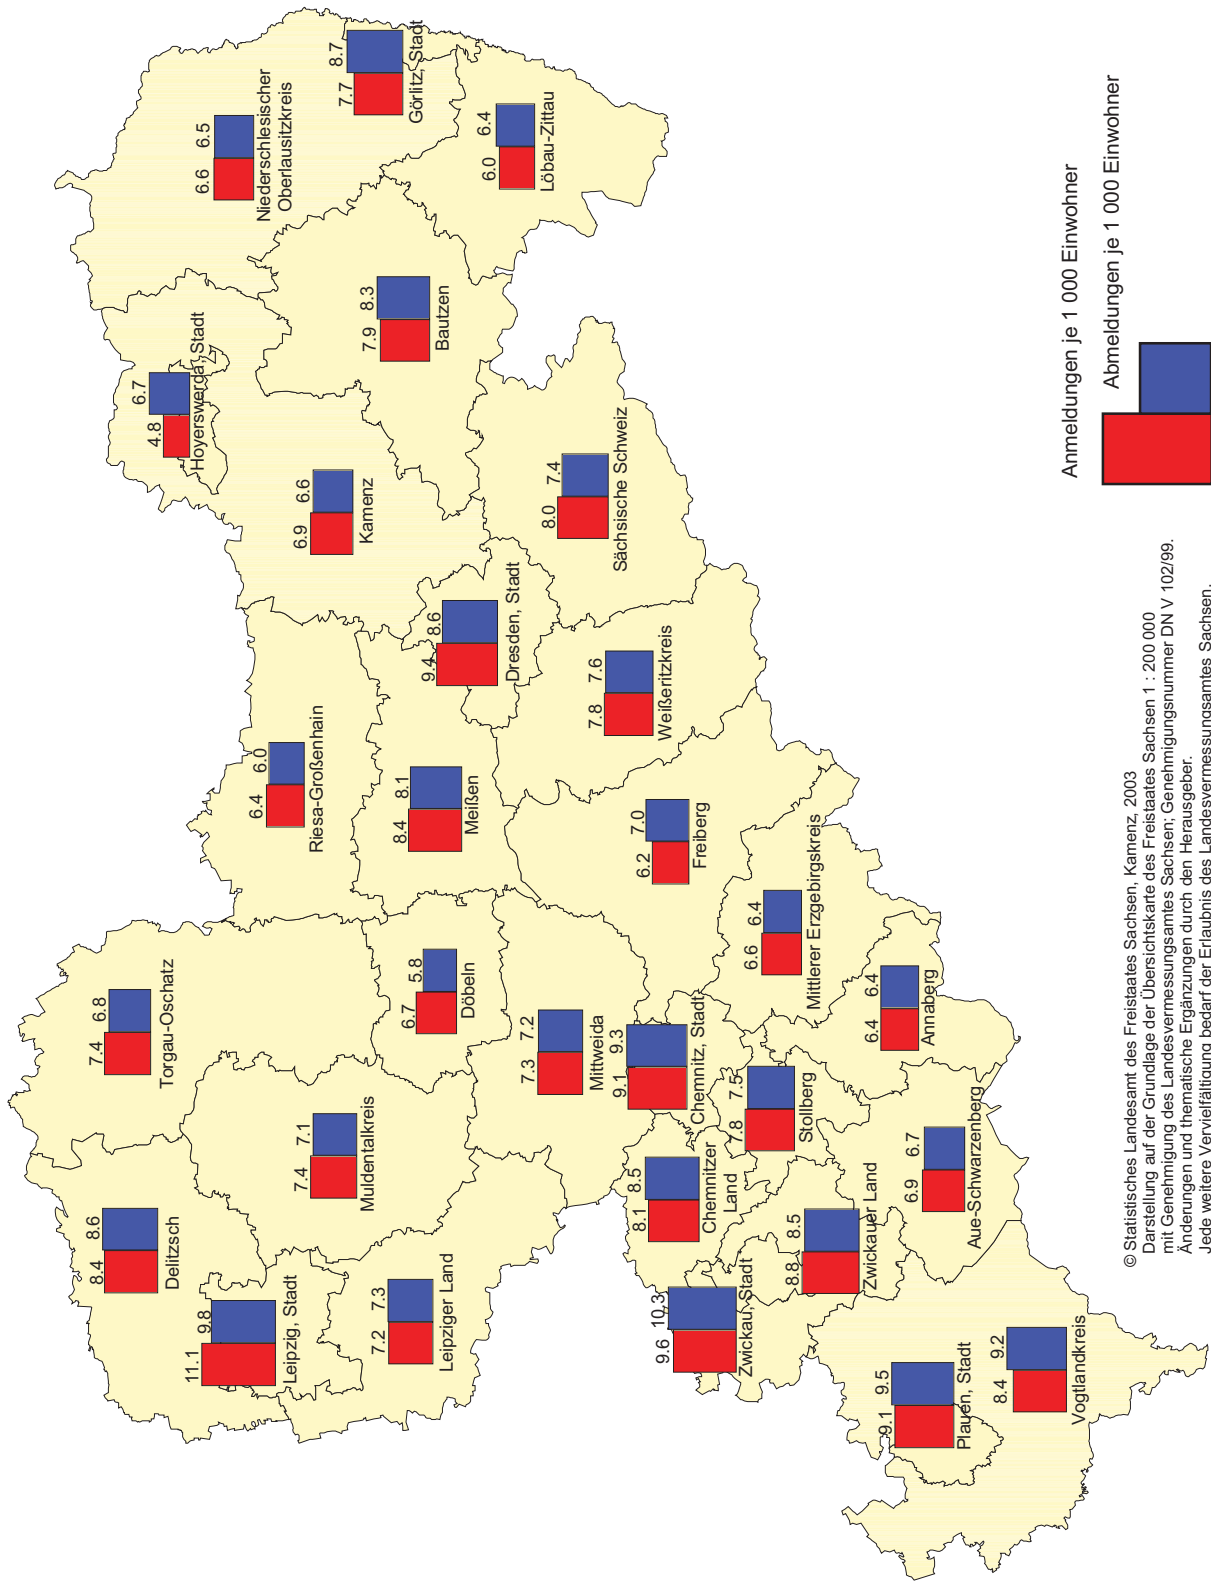 8.6
8.4
Delitzsch
6.8
7.4
Torgau-Oschatz
9.8
11.1
Leipzig, Stadt
7.1
7.4
Muldentalkreis
7.3
7.2
Leipziger Land
5.8
6.7
Döbeln
6.0
6.4
Riesa-Großenhain
8.1
8.4
Meißen
6.7
4.8
Hoyerswerda, Stadt
6.6
6.9
Kamenz
6.5
6.6
Niederschlesischer
Oberlausitzkreis
8.7
7.7
Görlitz, Stadt
8.3
7.9
Bautzen
6.4
6.0
Löbau-Zittau
8.6
9.4
Dresden, Stadt
7.4
8.0
Sächsische Schweiz
7.6
7.8
Weißeritzkreis
7.0
6.2
Freiberg
7.2
7.3
Mittweida
9.3
9.1
Chemnitz, Stadt
8.5
8.1
Chemnitzer
Land
7.5
7.8
Stollberg
6.4
6.6
Mittlerer Erzgebirgskreis
6.4
6.4
Annaberg
10.3
9.6
Zwickau, Stadt
8.5
8.8
Zwickauer Land
6.7
6.9
Aue-Schwarzenberg
9.5
9.1
Plauen, Stadt
9.2
8.4
Vogtlandkreis
Anmeldungen je 1 000 Einwohner
Abmeldungen je 1 000 Einwohner
© Statistisches Landesamt des Freistaates Sachsen, Kamenz, 2003
Darstellung auf der Grundlage der Übersichtskarte des Freistaates Sachsen 1 : 200 000
mit Genehmigung des Landesvermessungsamtes Sachsen; Genehmigungsnummer DN V 102/99.
Änderungen und thematische Ergänzungen durch den Herausgeber.
Jede weitere Vervielfältigung bedarf der Erlaubnis des Landesvermessungsamtes Sachsen.